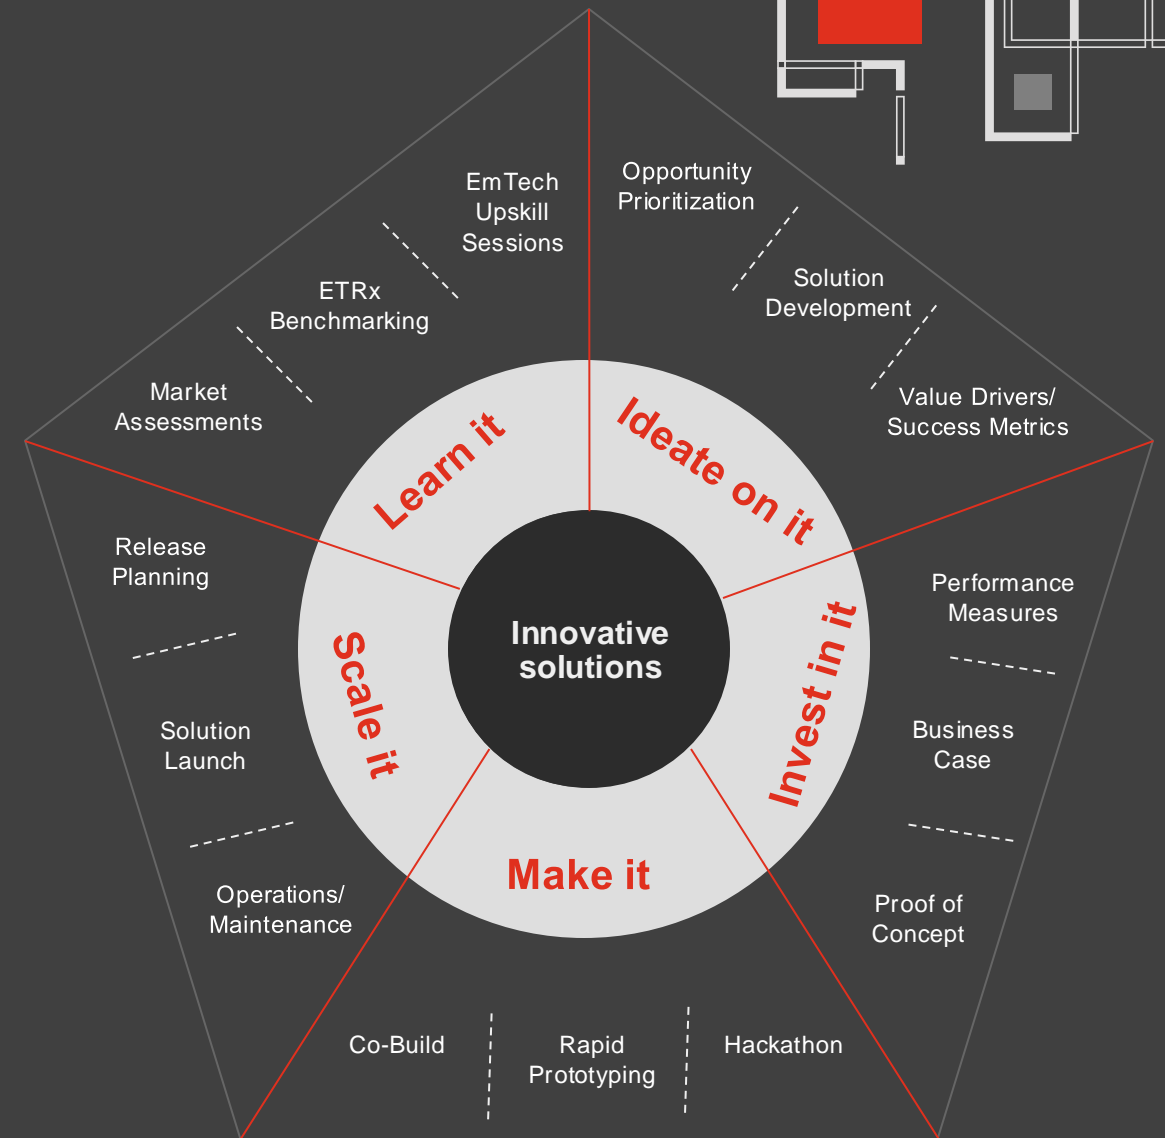 EmTech
Upskill
Sessions
Opportunity
Prioritization
ETRx
Benchmarking
Solution
Development
Market
Assessments
Value Drivers/
Success Metrics
Learn it
Ideate on it
Release
Planning
Performance
Measures
Innovative
solutions
Scale it
Invest in it
Solution
Launch
Business
Case
Make it
Operations/
Maintenance
Proof of
Concept
Co-Build
Rapid
Prototyping
Hackathon